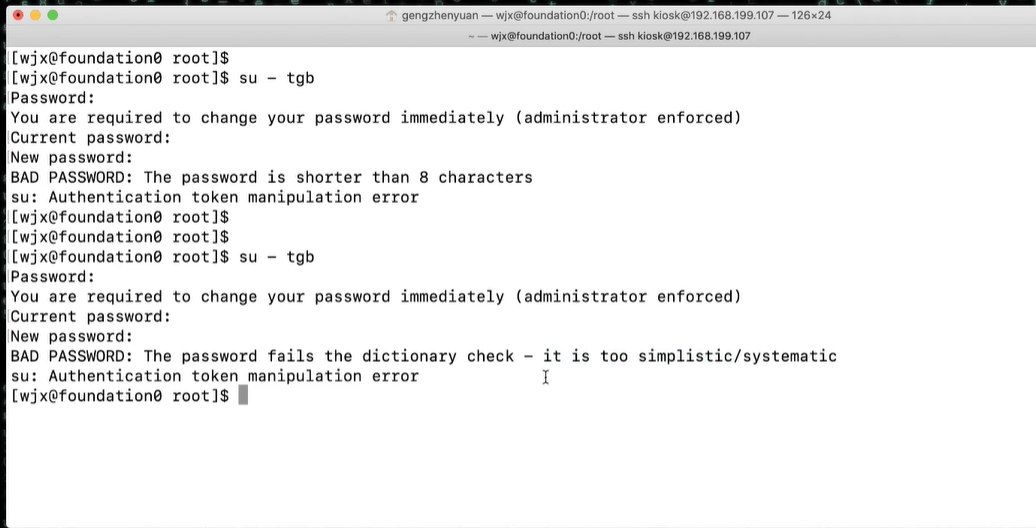 gengzhenyuan — wjx@foundation0:/root — ssh kiosk@192.168.199.107 — 126×24
~ — wjx@foundation0:/root — ssh kiosk@192.168.199.107
[wjx@foundation0 root]$
[wjx@foundation0 root]$ su - tgb
Password:
You are required to change your password immediately (administrator enforced)
Current password:
New password:
BAD PASSWORD: The password is shorter than 8 characters
su: Authentication token manipulation error
[wjx@foundation0 root]$
[wjx@foundation0 root]$
[wjx@foundation0 root]$ su - tgb
Password:
You are required to change your password immediately (administrator enforced)
Current password:
New password:
BAD PASSWORD: The password fails the dictionary check - it is too simplistic/systematic
su: Authentication token manipulation error
[wjx@foundation0 root]$